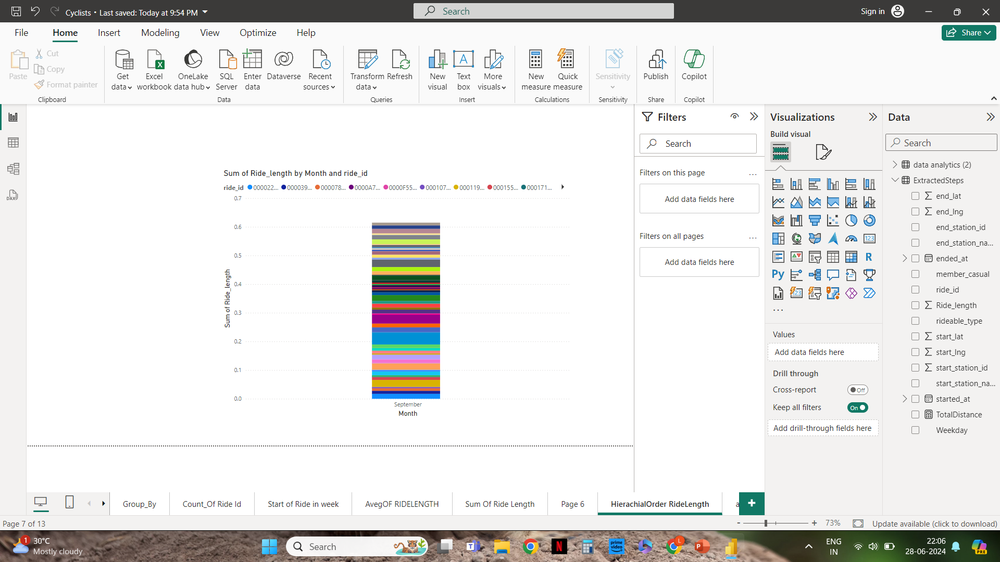 Cyclists • Last saved: Today at 9:54 PM
Search
Sign in
File
Home
Insert
Modeling
View
Optimize
Help
Share
Paste
Cut
Copy
Format painter
Clipboard
Get data
Excel workbook
OneLake data hub
SQL Server
Enter data
Dataverse
Recent sources
Data
Transform data
Refresh
Queries
New visual
Text box
More visuals
Insert
New measure
Quick measure
Calculations
Sensitivity
Sensitivity
Publish
Share
Copilot
Copilot
Sum of Ride_length by Month and ride_id
ride_id 000022... 000039... 000078... 0000A7... 0000F55... 000107... 000119... 000155... 000171...
0.7
0.6
0.5
0.4
0.3
0.2
0.1
0.0
Sum of Ride_length
September
Month
Filters
Search
Filters on this page
...
Add data fields here
Filters on all pages
...
Add data fields here
Visualizations
Build visual
123
R
Py
123
...
Values
Add data fields here
Drill through
Cross-report
Off
Keep all filters
On
Add drill-through fields here
Data
Search
data analytics (2)
ExtractedSteps
end_lat
end_lng
end_station_id
end_station_na...
ended_at
member_casual
ride_id
Ride_length
rideable_type
start_lat
start_lng
start_station_id
start_station_na...
started_at
TotalDistance
Weekday
Group_By
Count_Of Ride Id
Start of Ride in week
AvegOF RIDELENGTH
Sum Of Ride Length
Page 6
HierachialOrder RideLength
a
+
Page 7 of 13
- + 73%
Update available (click to download)
1
30°C
Mostly cloudy
Search
prime video
L
ENG
IN
22:06
28-06-2024
PRE